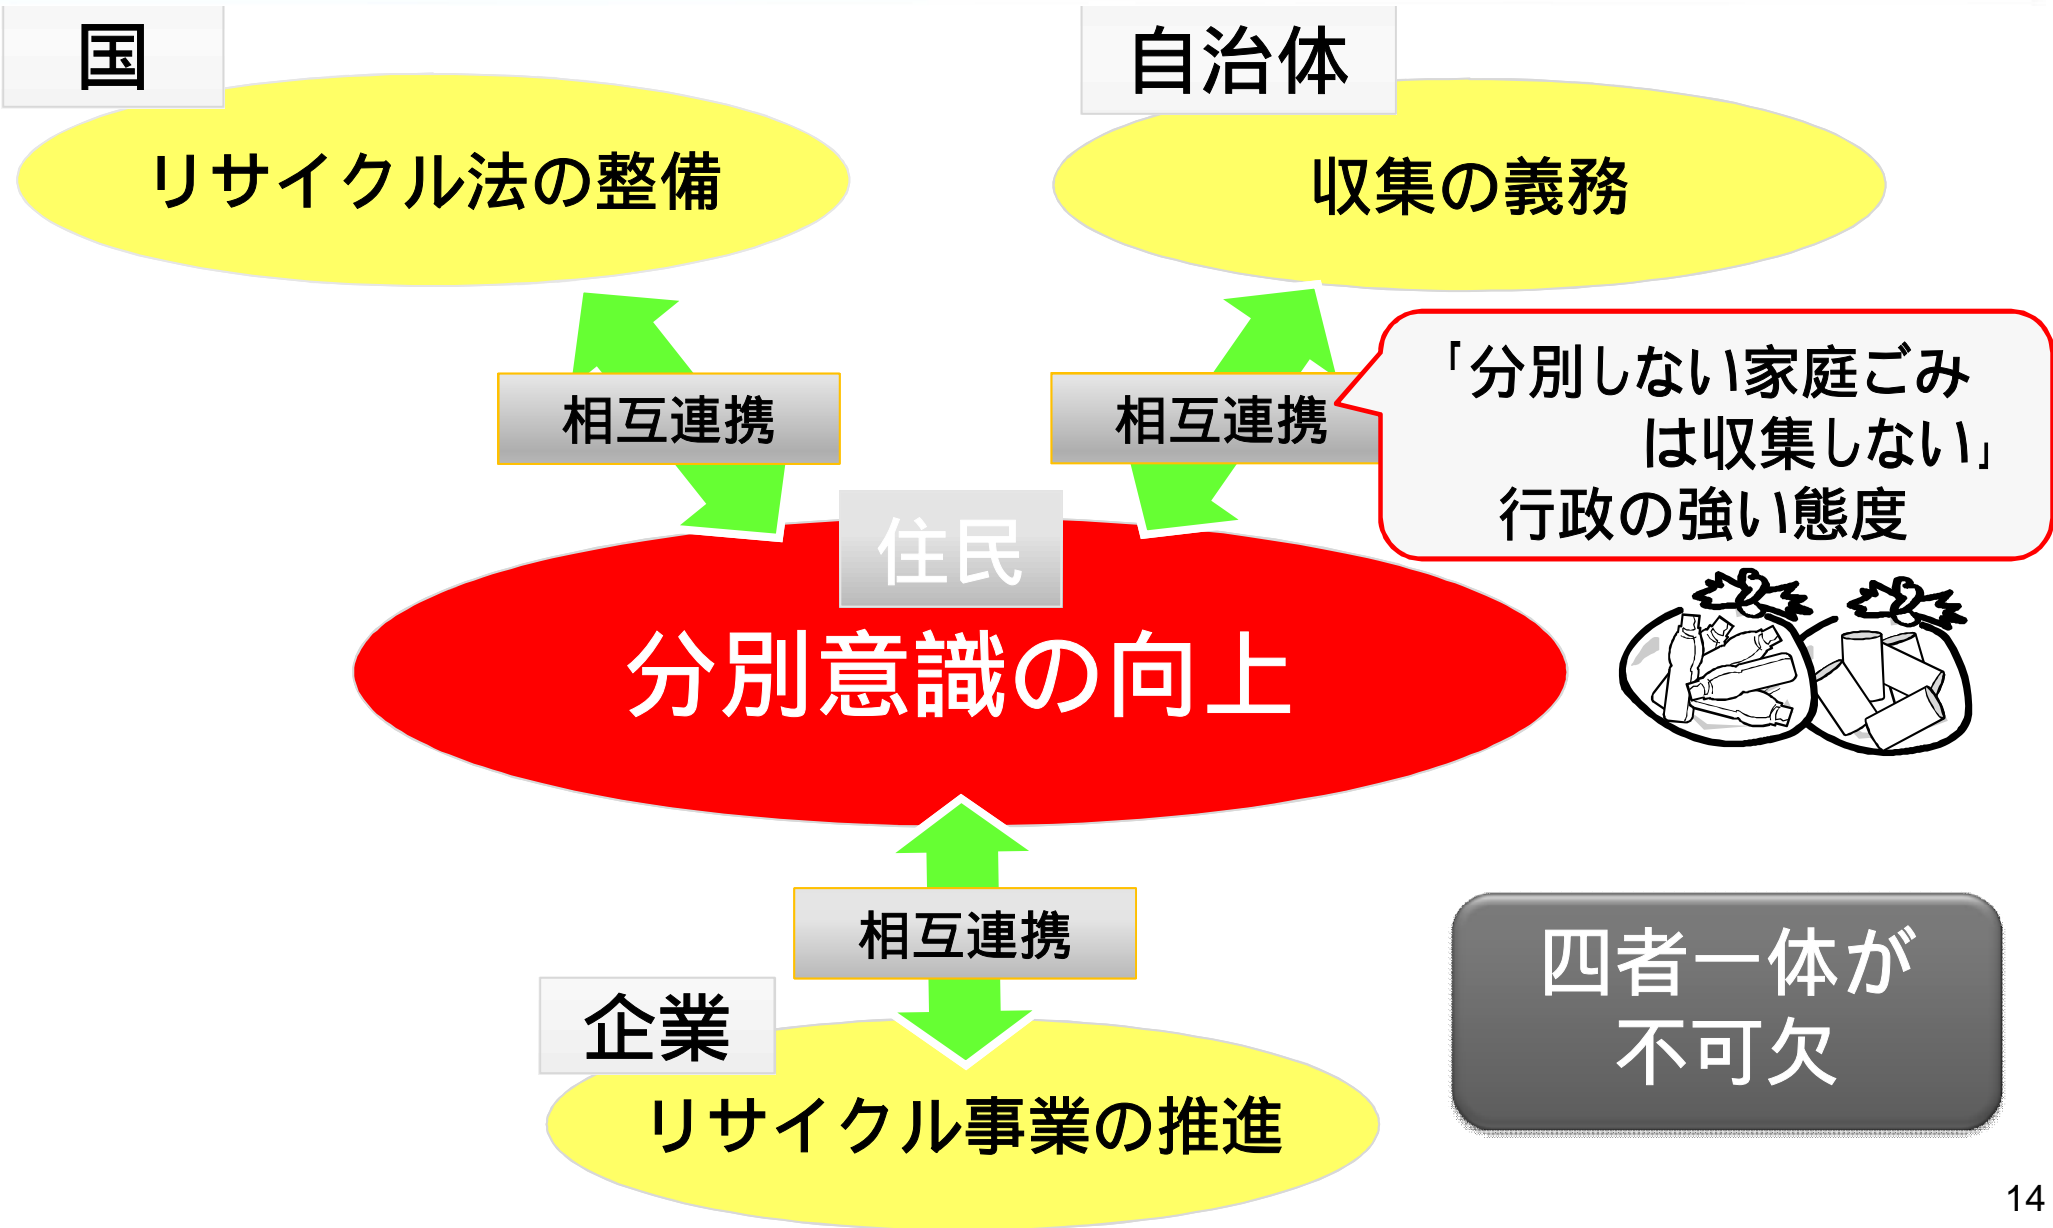 国
自治体
リサイクル法の整備
収集の義務
相互連携
相互連携
「分別しない家庭ごみ
は収集しない」
行政の強い態度
住民
分別意識の向上
相互連携
企業
リサイクル事業の推進
四者一体が
不可欠
14